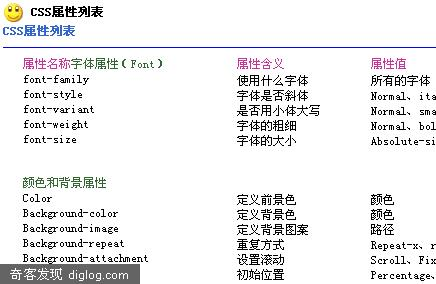 CSS属性列表
CSS属性列表
属性名称字体属性(Font) 属性含义 属性值
font-family 使用什么字体 所有的字体
font-style 字体是否斜体 Normal、ita
font-variant 是否用小体大写 Normal、sma
font-weight 字体的粗细 Normal、bol
font-size 字体的大小 Absolute-si
颜色和背景属性
Color 定义前景色 颜色
Background-color 定义背景色 颜色
Background-image 定义背景图案 路径
Background-repeat 重复方式 Repeat-x、r
Background-attachment 设置滚动 Scroll、Fix
初始位置 Percentage、
奇客发现 diglog.com